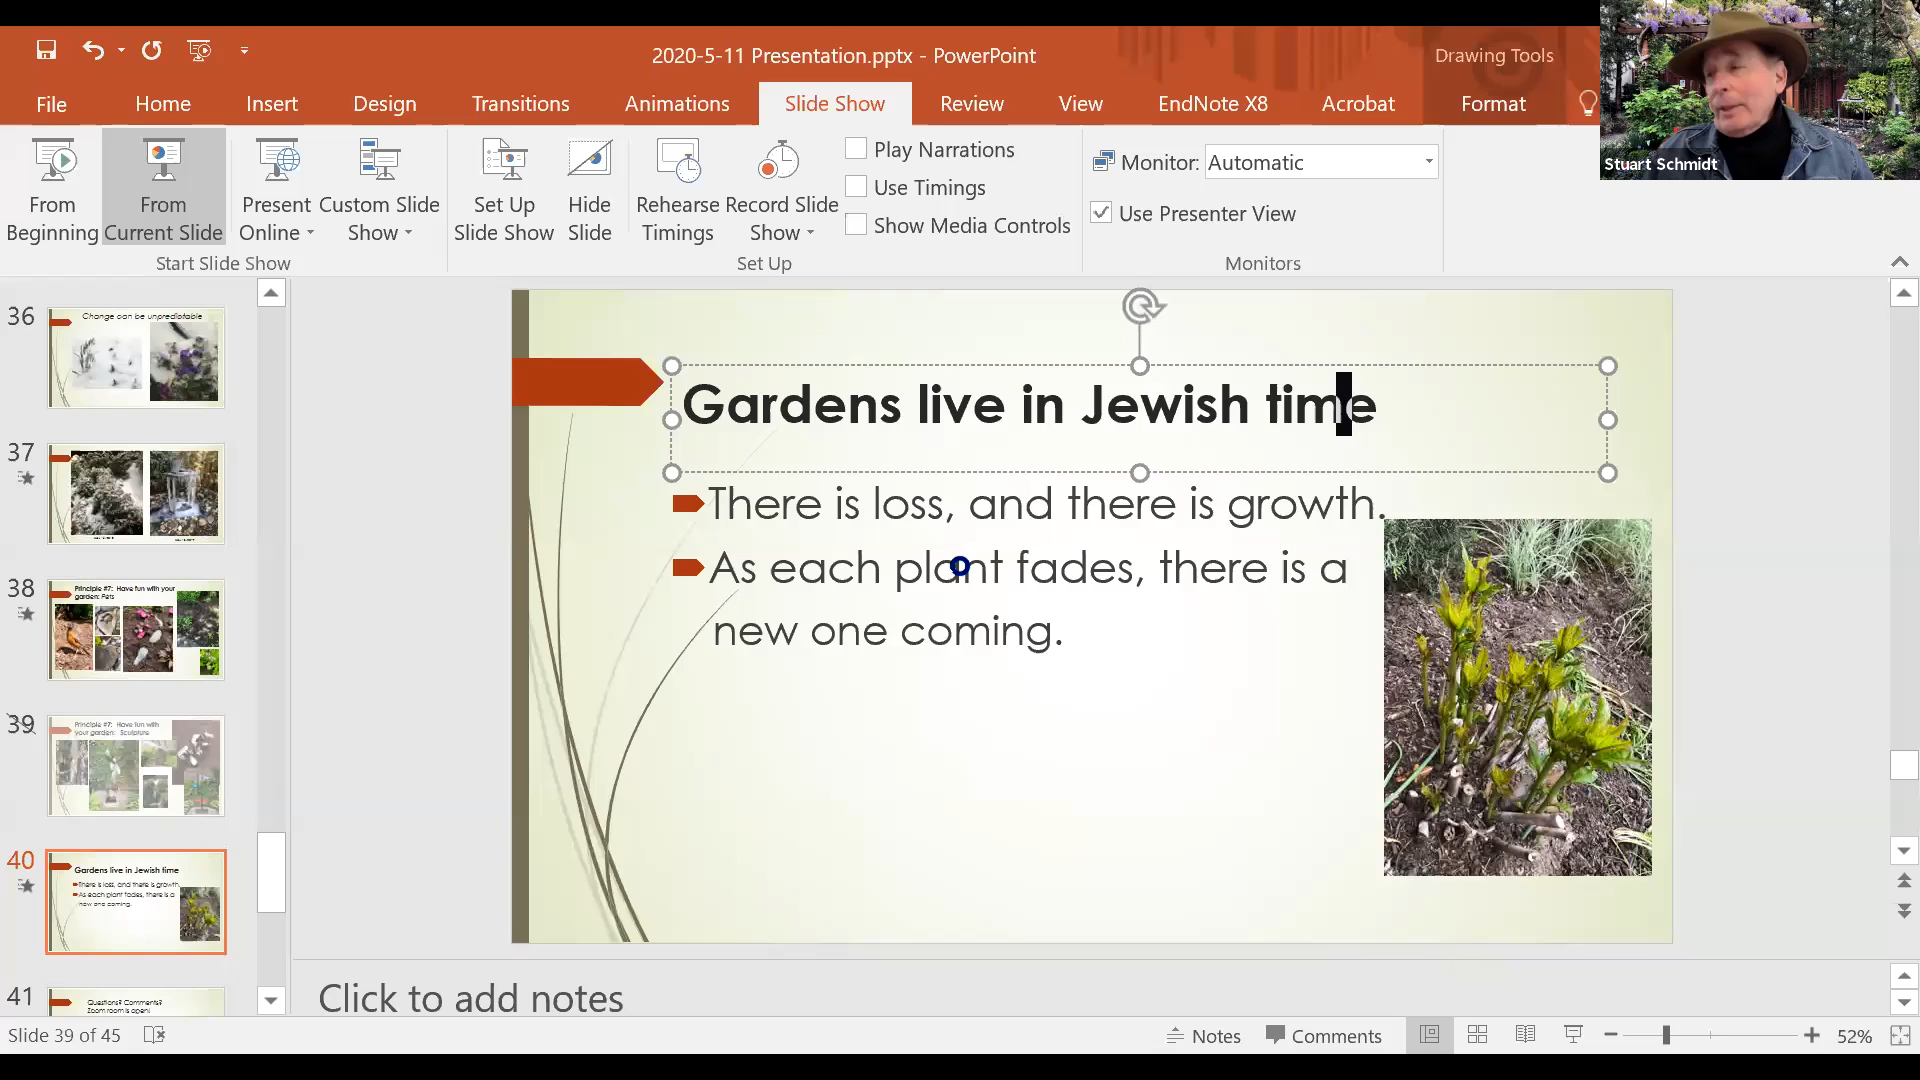 2020-5-11 Presentation.pptx - PowerPoint
Drawing Tools
File
Home
Insert
Design
Transitions
Animations
Slide Show
Review
View
EndNote X8
Acrobat
Format
Stuart Schmidt
From
Beginning
From
Current Slide
Present
Online
Custom Slide
Show
Set Up
Slide Show
Hide
Slide
Rehearse
Timings
Record Slide
Show
Play Narrations
Use Timings
Show Media Controls
Monitor: Automatic
Use Presenter View
Start Slide Show
Set Up
Monitors
36
Change can be unpredictable
37
38
Principle #7: Have fun with your
garden: Pets
39
Principle #7: Have fun with
your garden: Sculpture
40
Gardens live in Jewish time
There is loss, and there is growth.
As each plant fades, there is a
new one coming.
41
Questions? Comments?
Zoom room is open!
Gardens live in Jewish time
There is loss, and there is growth.
As each plant fades, there is a
new one coming.
Click to add notes
Slide 39 of 45
Notes
Comments
52%